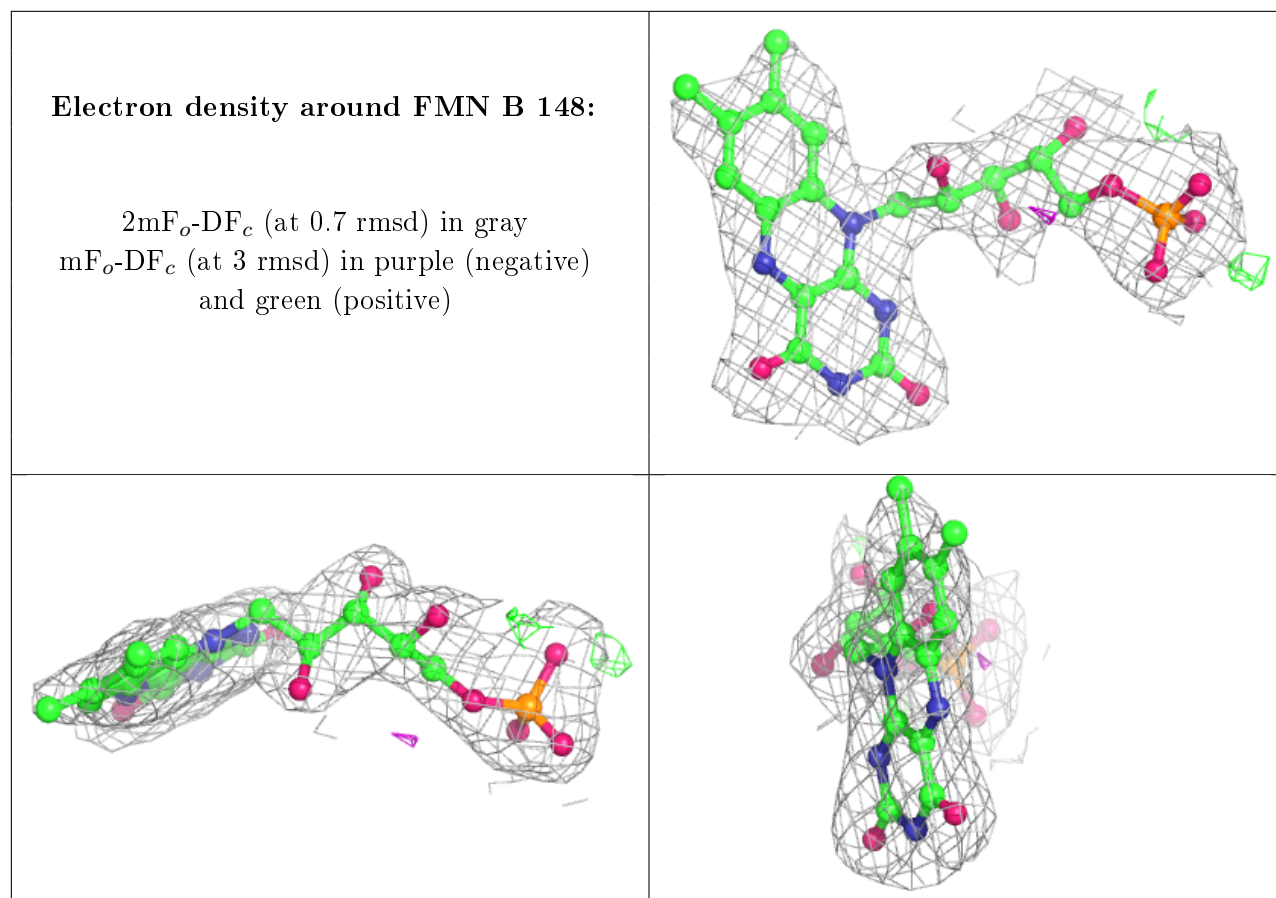 Electron density around FMN B 148:
2mFₒ-DF𝒸 (at 0.7 rmsd) in gray
mFₒ-DF𝒸 (at 3 rmsd) in purple (negative)
and green (positive)